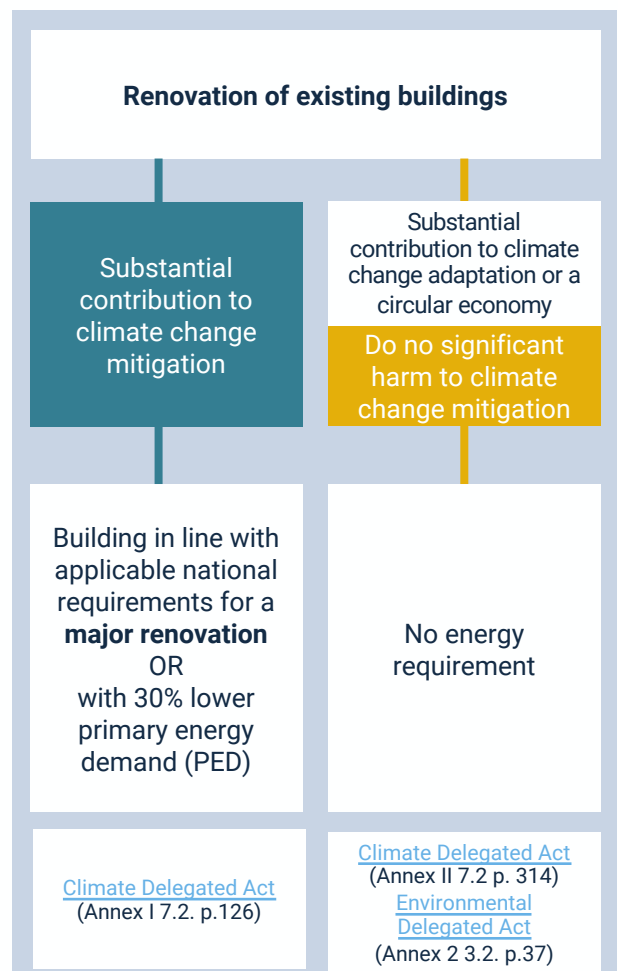 Renovation of existing buildings
Substantial
contribution to
climate change
mitigation
Substantial
contribution to climate
change adaptation or a
circular economy
Do no significant
harm to climate
change mitigation
Building in line with
applicable national
requirements for a
major renovation
OR
with 30% lower
primary energy
demand (PED)
No energy
requirement
Climate Delegated Act
(Annex I 7.2. p.126)
Climate Delegated Act
(Annex II 7.2 p. 314)
Environmental
Delegated Act
(Annex 2 3.2. p.37)